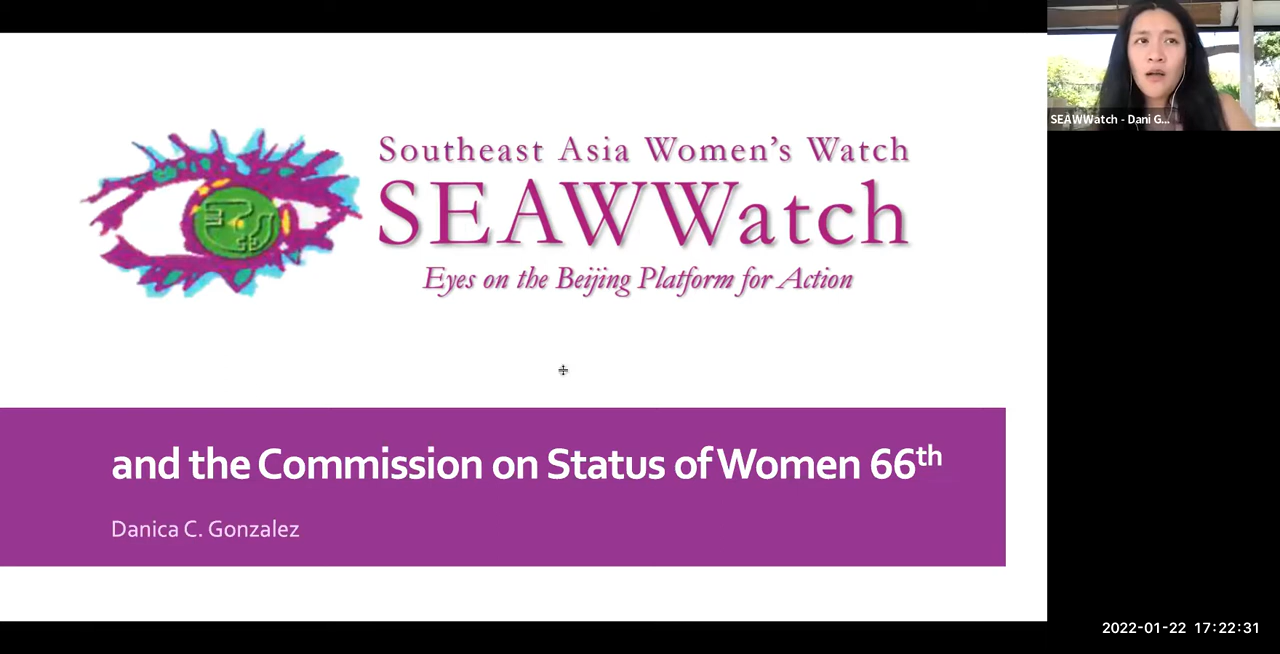 SEAWWatch - Dani G...
Southeast Asia Women's Watch
SEAWWatch
Eyes on the Beijing Platform for Action
and the Commission on Status of Women 66th
Danica C. Gonzalez
2022-01-22 17:22:31